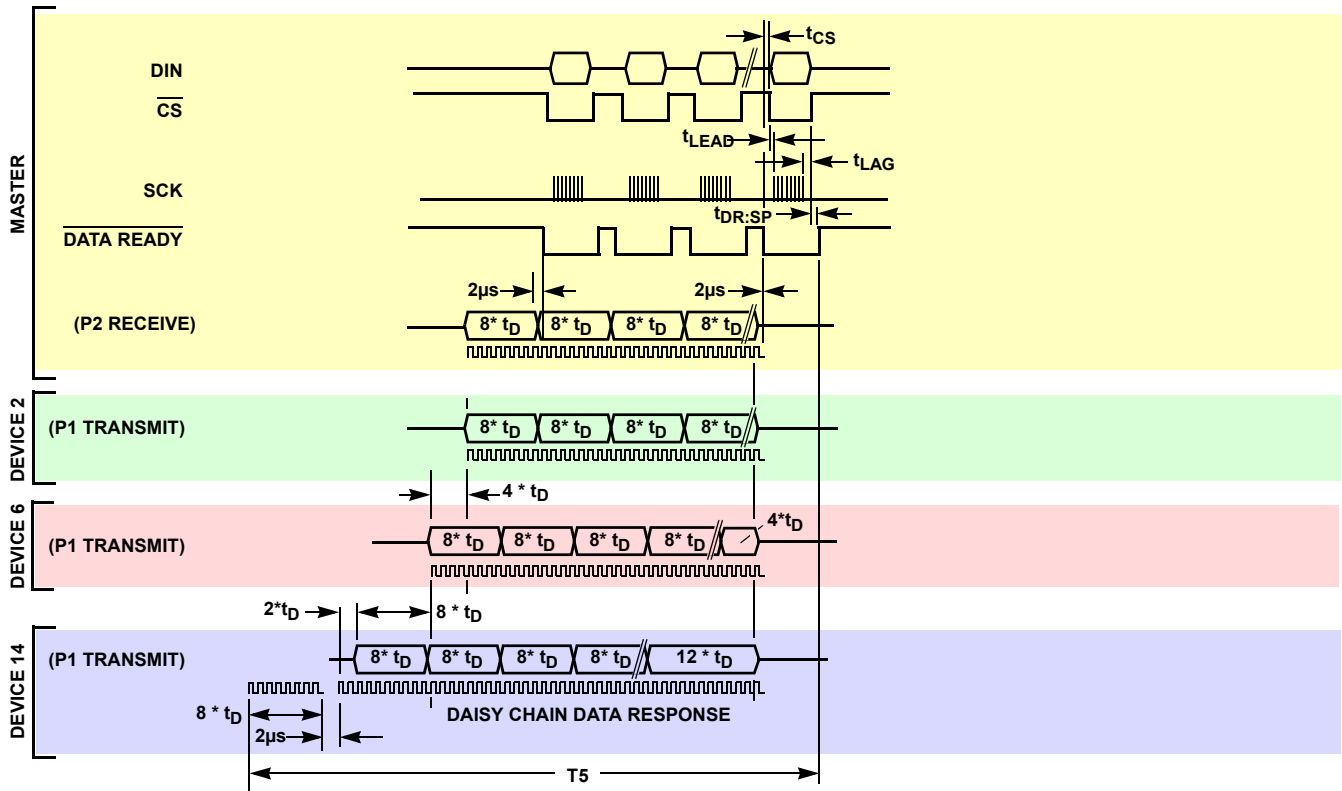 MASTER
tCS
DIN
CS
tLEAD
tLAG
SCK
tDR:SP
DATA READY
2µs
2µs
(P2 RECEIVE)
8* tD
8* tD
8* tD
8* tD
DEVICE 2
(P1 TRANSMIT)
8* tD
8* tD
8* tD
8* tD
4 * tD
DEVICE 6
(P1 TRANSMIT)
8* tD
8* tD
8* tD
8* tD
4*tD
2*tD
8 * tD
DEVICE 14
(P1 TRANSMIT)
8* tD
8* tD
8* tD
8* tD
12 * tD
8 * tD
DAISY CHAIN DATA RESPONSE
2µs
T5